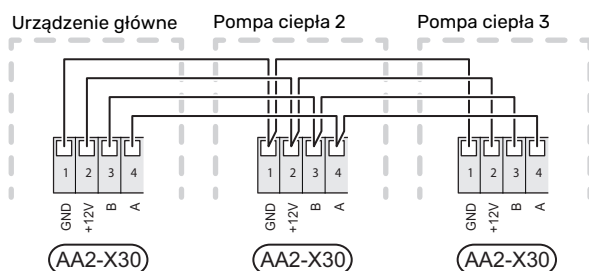 Urządzenie główne Pompa ciepła 2 Pompa ciepła 3
1 2 3 4 1 2 3 4 1 2 3 4
GND +12V B A GND +12V B A GND +12V B A
AA2-X30 AA2-X30 AA2-X30